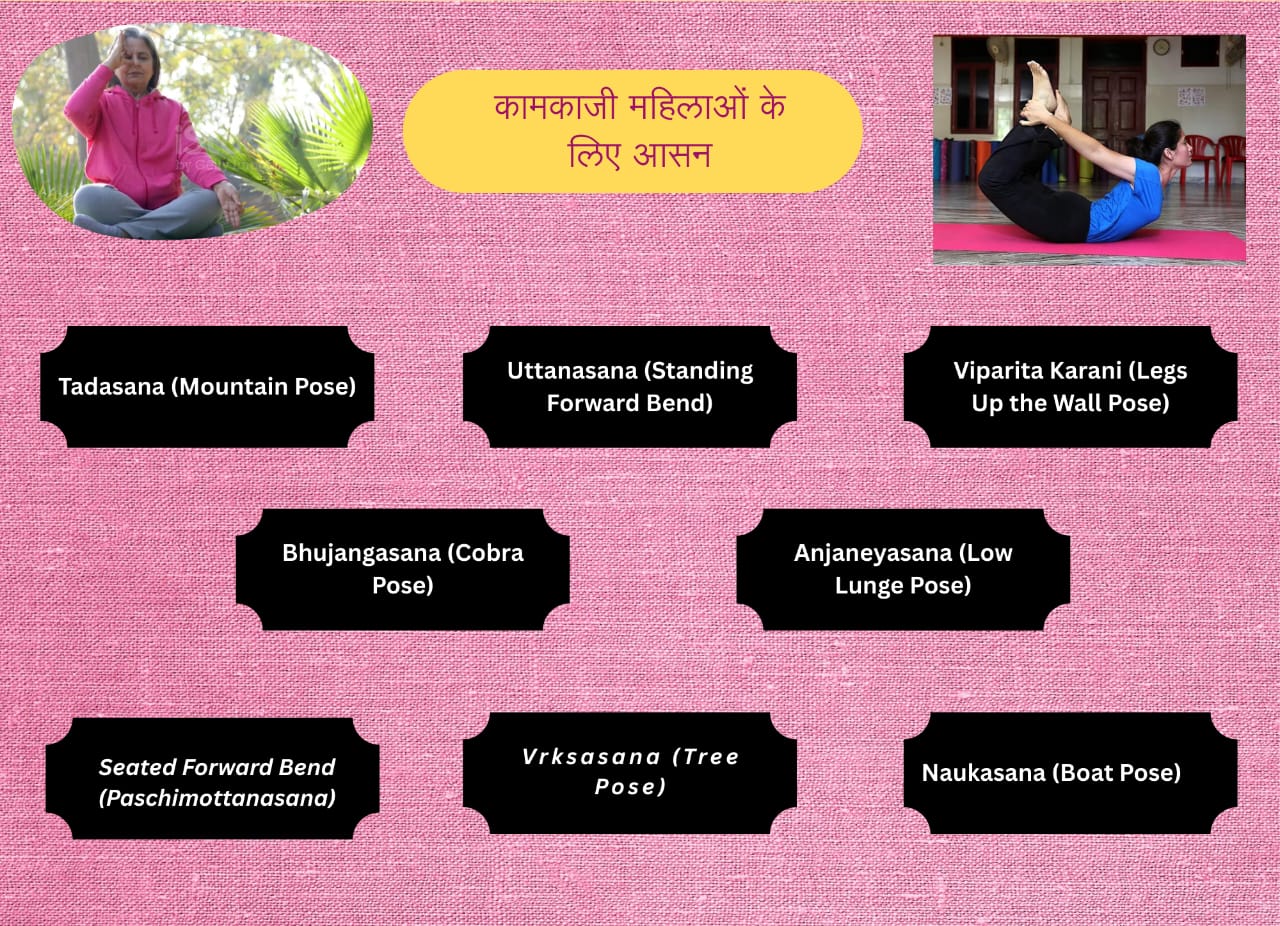 कामकाजी महिलाओं के
लिए आसन
Tadasana (Mountain Pose)
Uttanasana (Standing
Forward Bend)
Viparita Karani (Legs
Up the Wall Pose)
Bhujangasana (Cobra
Pose)
Anjaneyasana (Low
Lunge Pose)
Seated Forward Bend
(Paschimottanasana)
Vrksasana (Tree
Pose)
Naukasana (Boat Pose)